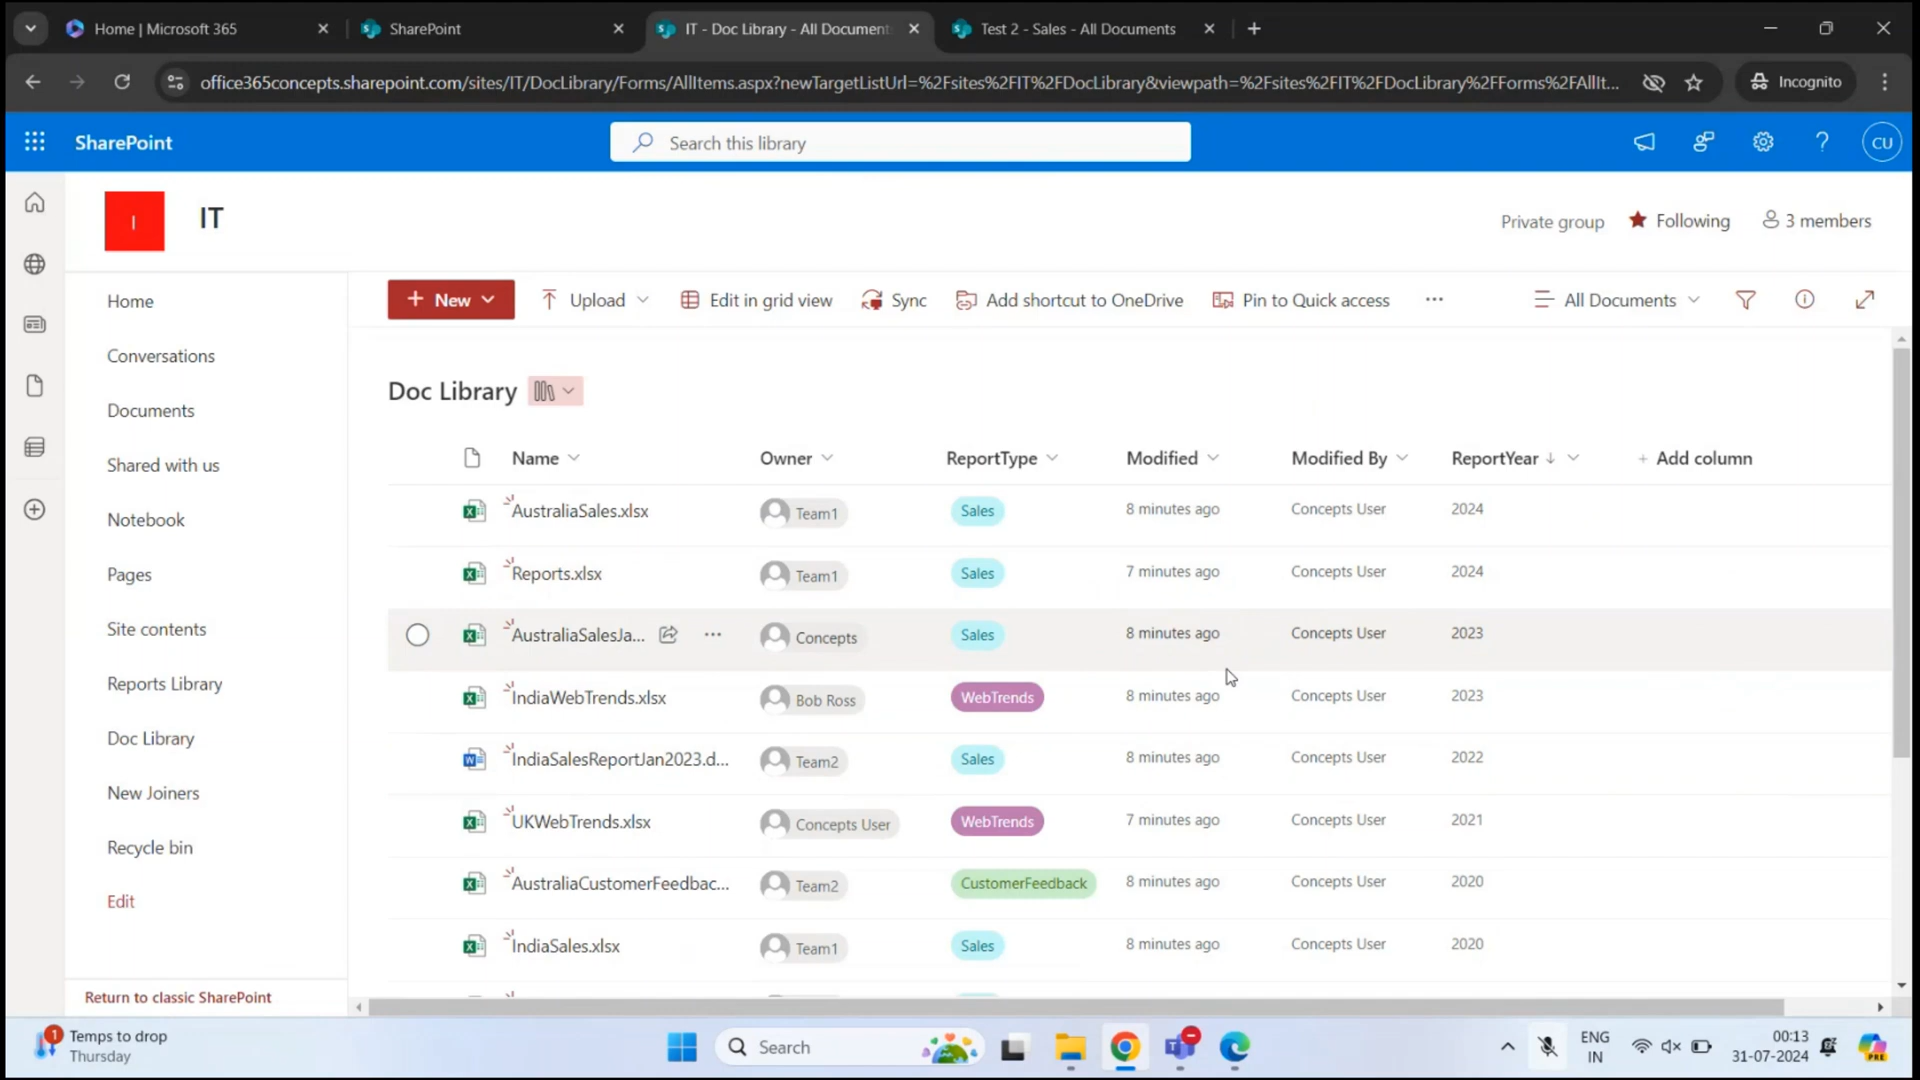 Home | Microsoft 365
SharePoint
IT - Doc Library - All Document
Test 2 - Sales - All Documents
office365concepts.sharepoint.com/sites/IT/DocLibrary/Forms/AllItems.aspx?newTargetListUrl=%2Fsites%2FIT%2FDocLibrary&viewpath=%2Fsites%2FIT%2FDocLibrary%2FForms%2FAllIt...
Incognito
SharePoint
Search this library
CU
I
IT
Private group
Following
3 members
Home
Conversations
Documents
Shared with us
Notebook
Pages
Site contents
Reports Library
Doc Library
New Joiners
Recycle bin
Edit
Return to classic SharePoint
+ New Upload Edit in grid view Sync Add shortcut to OneDrive Pin to Quick access ... All Documents
Doc Library
Name Owner ReportType Modified Modified By ReportYear ↓ + Add column
AustraliaSales.xlsx Team1 Sales 8 minutes ago Concepts User 2024
Reports.xlsx Team1 Sales 7 minutes ago Concepts User 2024
AustraliaSalesJa... Concepts Sales 8 minutes ago Concepts User 2023
IndiaWebTrends.xlsx Bob Ross WebTrends 8 minutes ago Concepts User 2023
IndiaSalesReportJan2023.d... Team2 Sales 8 minutes ago Concepts User 2022
UKWebTrends.xlsx Concepts User WebTrends 7 minutes ago Concepts User 2021
AustraliaCustomerFeedbac... Team2 CustomerFeedback 8 minutes ago Concepts User 2020
IndiaSales.xlsx Team1 Sales 8 minutes ago Concepts User 2020
1
Temps to drop
Thursday
Search
ENG
IN
00:13
31-07-2024
PRE